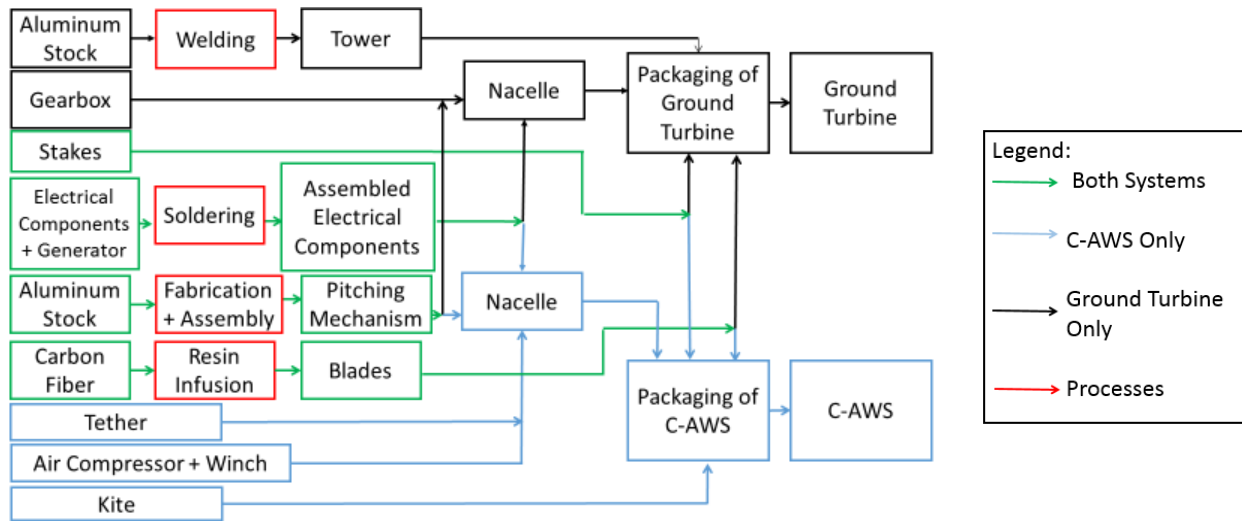 Aluminum
Stock
Welding
Tower
Packaging of
Ground
Turbine
Ground
Turbine
Gearbox
Nacelle
Stakes
Electrical
Components
+ Generator
Soldering
Assembled
Electrical
Components
Aluminum
Stock
Fabrication
+ Assembly
Pitching
Mechanism
Nacelle
Carbon
Fiber
Resin
Infusion
Blades
Packaging of
C-AWS
C-AWS
Tether
Air Compressor + Winch
Kite
Legend:
Both Systems
C-AWS Only
Ground Turbine
Only
Processes